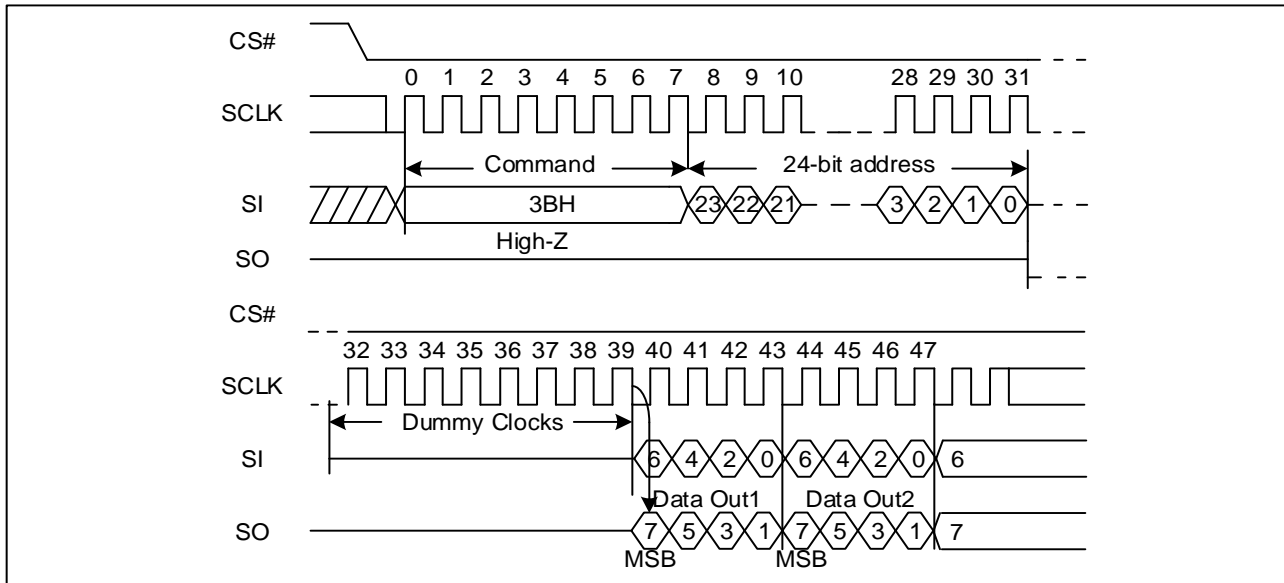 CS#
0 1 2 3 4 5 6 7 8 9 10 28 29 30 31
SCLK
Command 24-bit address
SI 3BH 23 22 21 3 2 1 0
High-Z
SO
CS#
32 33 34 35 36 37 38 39 40 41 42 43 44 45 46 47
SCLK
Dummy Clocks
SI 6 4 2 0 6 4 2 0 6
Data Out1 Data Out2
SO 7 5 3 1 7 5 3 1 7
MSB MSB